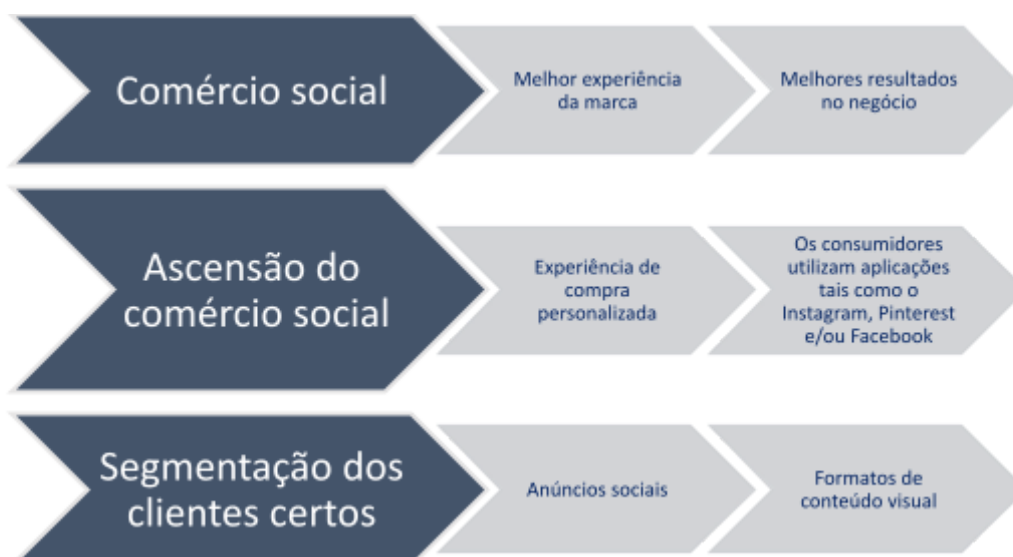 Comércio social
Melhor experiência
da marca
Melhores resultados
no negócio
Ascensão do
comércio social
Experiência de
compra
personalizada
Os consumidores
utilizam aplicações
tais como o
Instagram, Pinterest
e/ou Facebook
Segmentação dos
clientes certos
Anúncios sociais
Formatos de
conteúdo visual